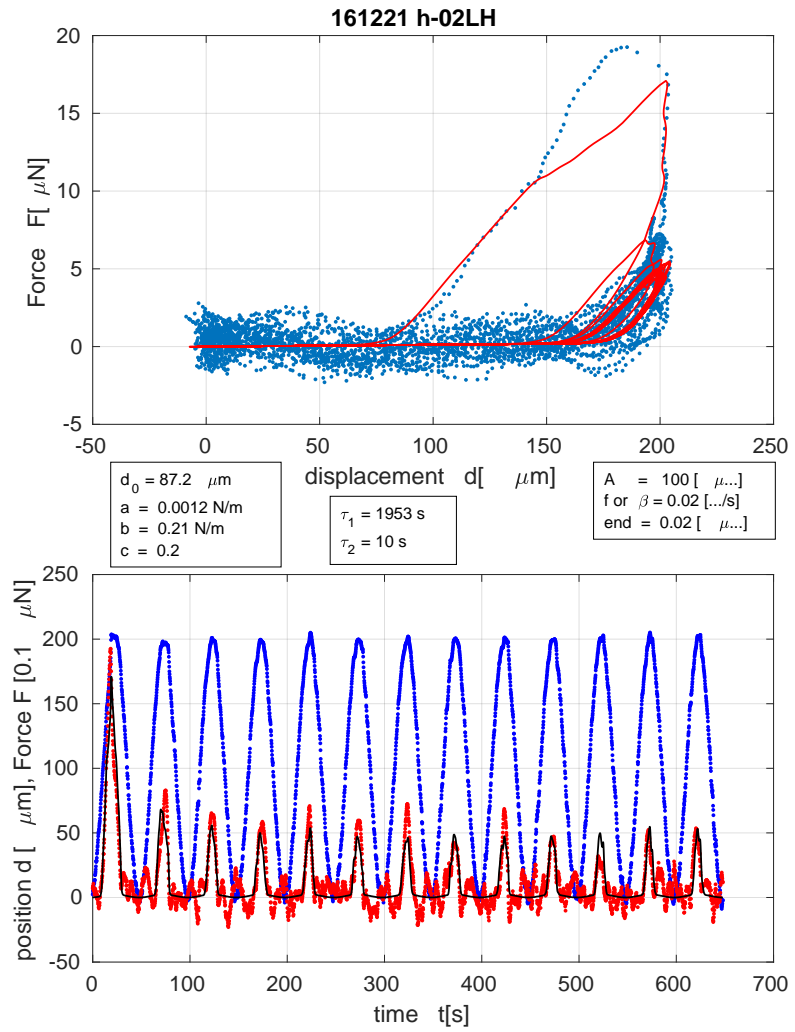 161221 h-02LH
20
15
10
5
0
-5
Force F[ μN]
-50
0
50
100
150
200
250
displacement d[ μm]
d0 = 87.2 μm
a = 0.0012 N/m
b = 0.21 N/m
c = 0.2
τ1 = 1953 s
τ2 = 10 s
A = 100 [ μ...]
f or β = 0.02 [.../s]
end = 0.02 [ μ...]
250
200
150
100
50
0
-50
position d [ μm], Force F [0.1 μN]
0
100
200
300
400
500
600
700
time t[s]